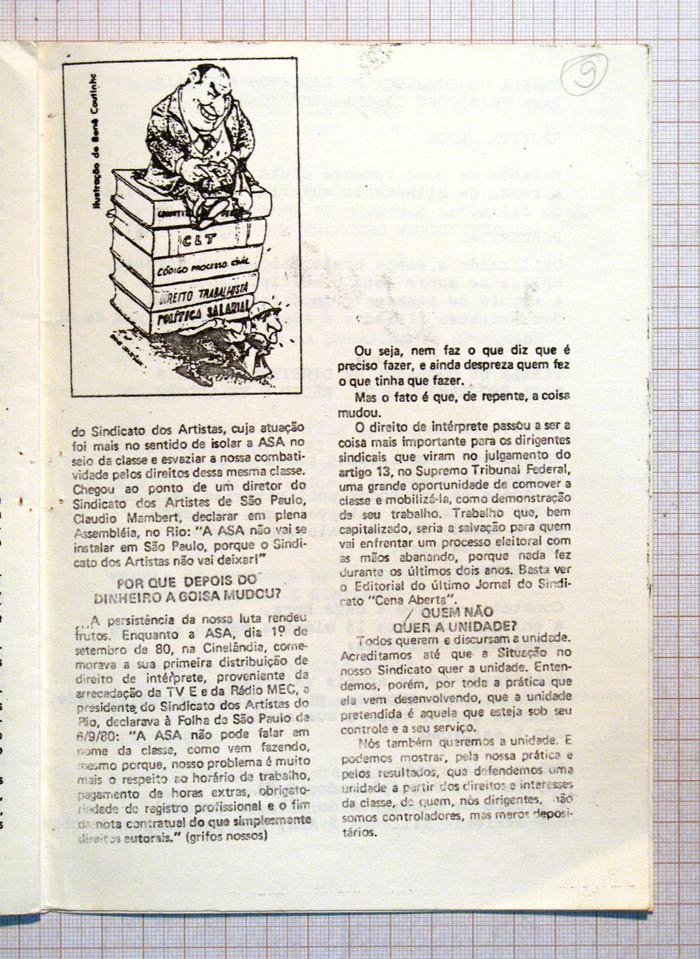 9
Ilustração de Bené Coutinho
CLT
CÓDIGO PROCESSO CIVIL
DIREITO TRABALHISTA
POLÍTICA SALARIAL
do Sindicato dos Artistas, cuja atuação
foi mais no sentido de isolar a ASA no
seio da classe e esvaziar a nossa combati-
vidade pelos direitos dessa mesma classe.
Chegou ao ponto de um diretor do
Sindicato dos Artistas de São Paulo,
Claudio Mambert, declarar em plena
Assembléia, no Rio: "A ASA não vai se
instalar em São Paulo, porque o Sindi-
cato dos Artistas não vai deixar!"
POR QUE DEPOIS DO
DINHEIRO A COISA MUDOU?
A persistência da nossa luta rendeu
frutos. Enquanto a ASA, dia 1º de
setembro de 80, na Cinelândia, come-
morava a sua primeira distribuição de
direito de intérprete, proveniente da
arrecadação da TV E e da Rádio MEC, a
presidente do Sindicato dos Artistas do
Rio, declarava à Folha de São Paulo da
6/9/80: "A ASA não pode falar em
nome da classe, como vem fazendo,
mesmo porque, nosso problema é muito
mais o respeito ao horário de trabalho,
pagamento de horas extras, obrigato-
riedade de registro profissional e o fim
da nota contratual do que simplesmente
direitos autorais." (grifos nossos)
Ou seja, nem faz o que diz que é
preciso fazer, e ainda despreza quem fez
o que tinha que fazer.
Mas o fato é que, de repente, a coisa
mudou.
O direito de intérprete passou a ser a
coisa mais importante para os dirigentes
sindicais que viram no julgamento do
artigo 13, no Supremo Tribunal Federal,
uma grande oportunidade de comover a
classe e mobilizá-la, como demonstração
de seu trabalho. Trabalho que, bem
capitalizado, seria a salvação para quem
vai enfrentar um processo eleitoral com
as mãos abanando, porque nada fez
durante os últimos dois anos. Basta ver
o Editorial do último Jornal do Sindi-
cato "Cena Aberta".
QUEM NÃO
QUER A UNIDADE?
Todos querem e discursam a unidade.
Acreditamos até que a Situação no
nosso Sindicato quer a unidade. Enten-
demos, porém, por toda a prática que
ela vem desenvolvendo, que a unidade
pretendida é aquela que esteja sob seu
controle e a seu serviço.
Nós também queremos a unidade. E
podemos mostrar, pela nossa prática e
pelos resultados, qua defendemos uma
unidade a partir dos direitos e interesses
da classe, de quem, nós dirigentes, não
somos controladores, mas meros deposi-
tários.